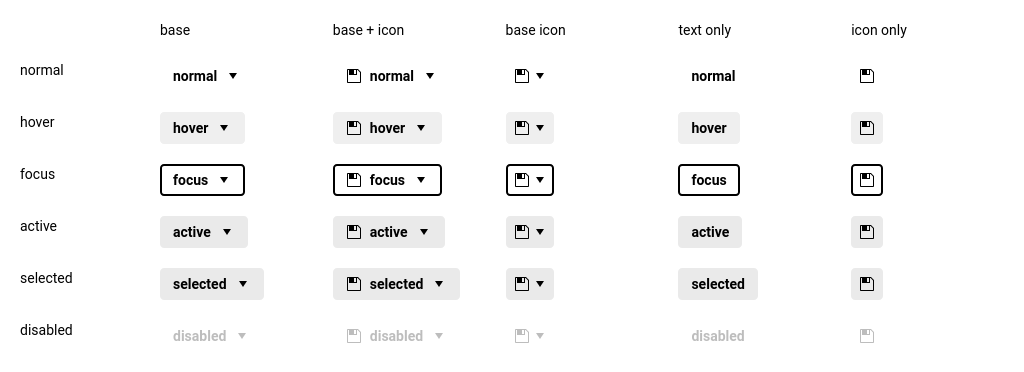 base base + icon base icon text only icon only
normal normal normal normal
hover hover hover hover
focus focus focus focus
active active active active
selected selected selected selected
disabled disabled disabled disabled